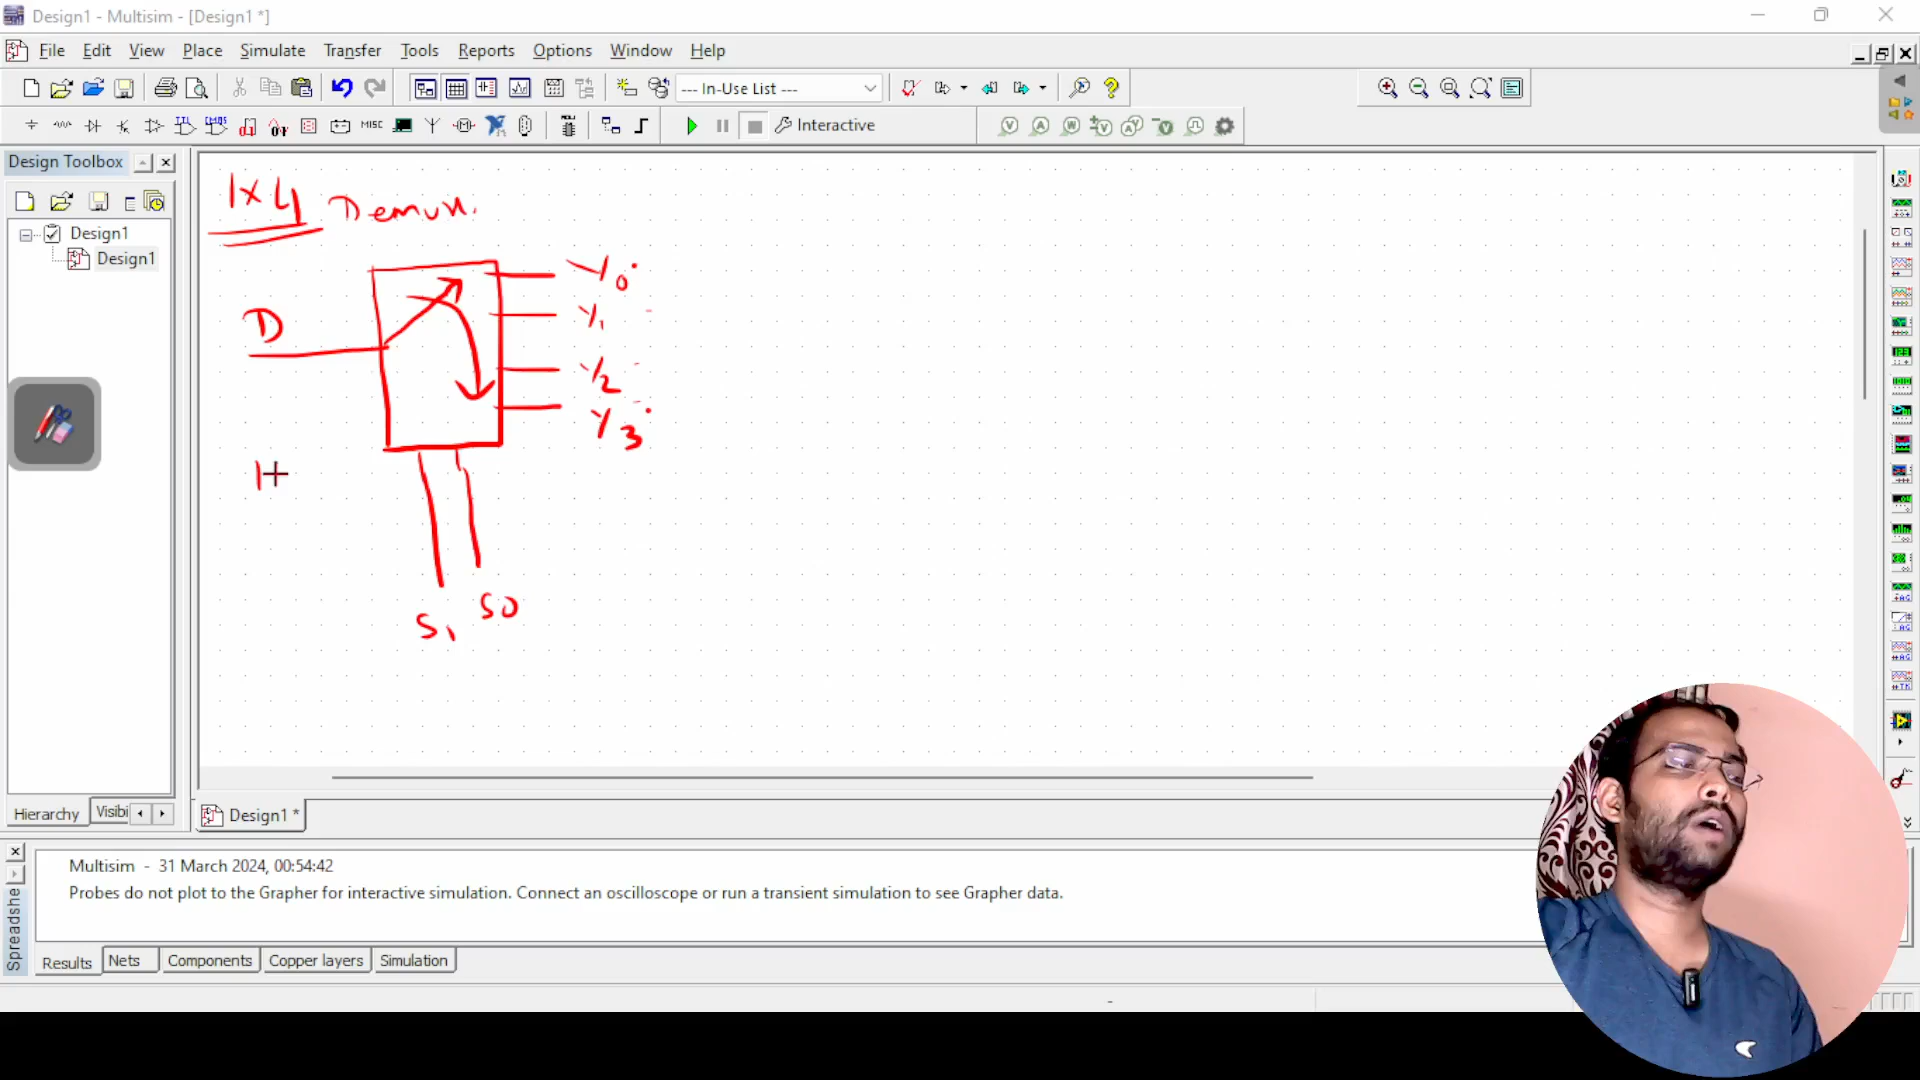 Design1 - Multisim - [Design1 *]
File Edit View Place Simulate Transfer Tools Reports Options Window Help
--- In-Use List ---
MISC Interactive
Design Toolbox
Design1
Design1
1x4 Demux.
D
Y0
Y1
Y2
Y3
S1 S0
Hierarchy Visibi
Design1 *
Multisim - 31 March 2024, 00:54:42
Probes do not plot to the Grapher for interactive simulation. Connect an oscilloscope or run a transient simulation to see Grapher data.
Spreadshe
Results Nets Components Copper layers Simulation